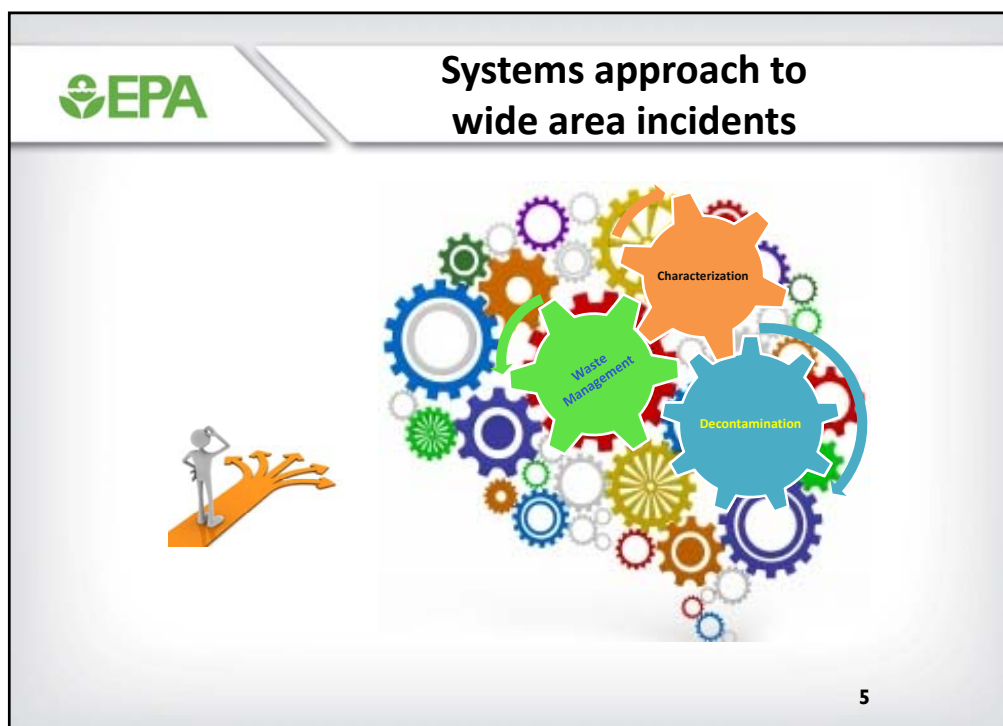 EPA
Systems approach to
wide area incidents
Characterization
Waste
Management
Decontamination
5